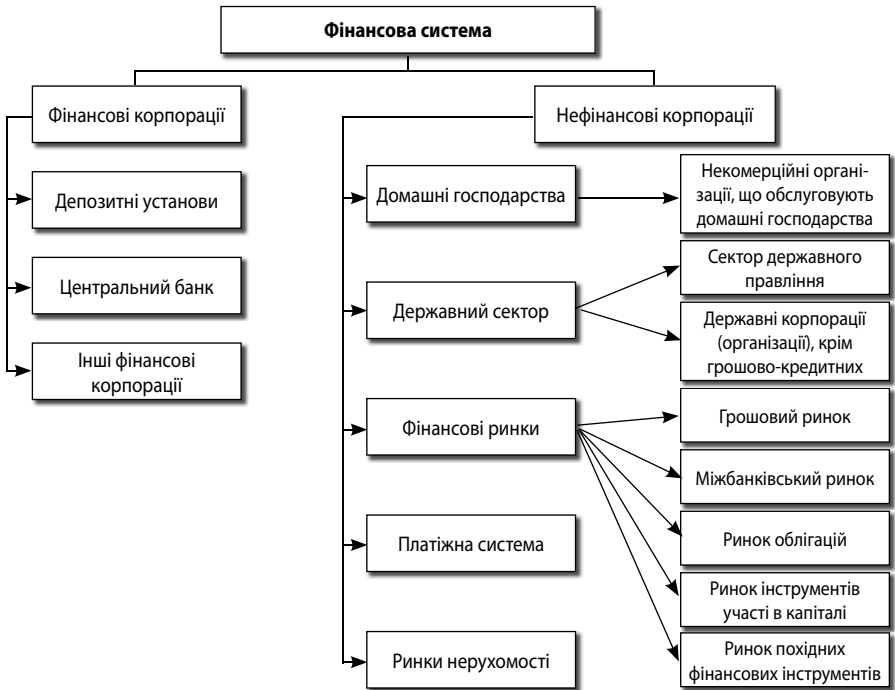 Фінансова система
Фінансові корпорації
Нефінансові корпорації
Депозитні установи
Центральний банк
Інші фінансові
корпорації
Домашні господарства
Некомерційні органі-
зації, що обслуговують
домашні господарства
Державний сектор
Сектор державного
правління
Державні корпорації
(організації), крім
грошово-кредитних
Фінансові ринки
Грошовий ринок
Міжбанківський ринок
Ринок облігацій
Ринок інструментів
участі в капіталі
Ринок похідних
фінансових інструментів
Платіжна система
Ринки нерухомості